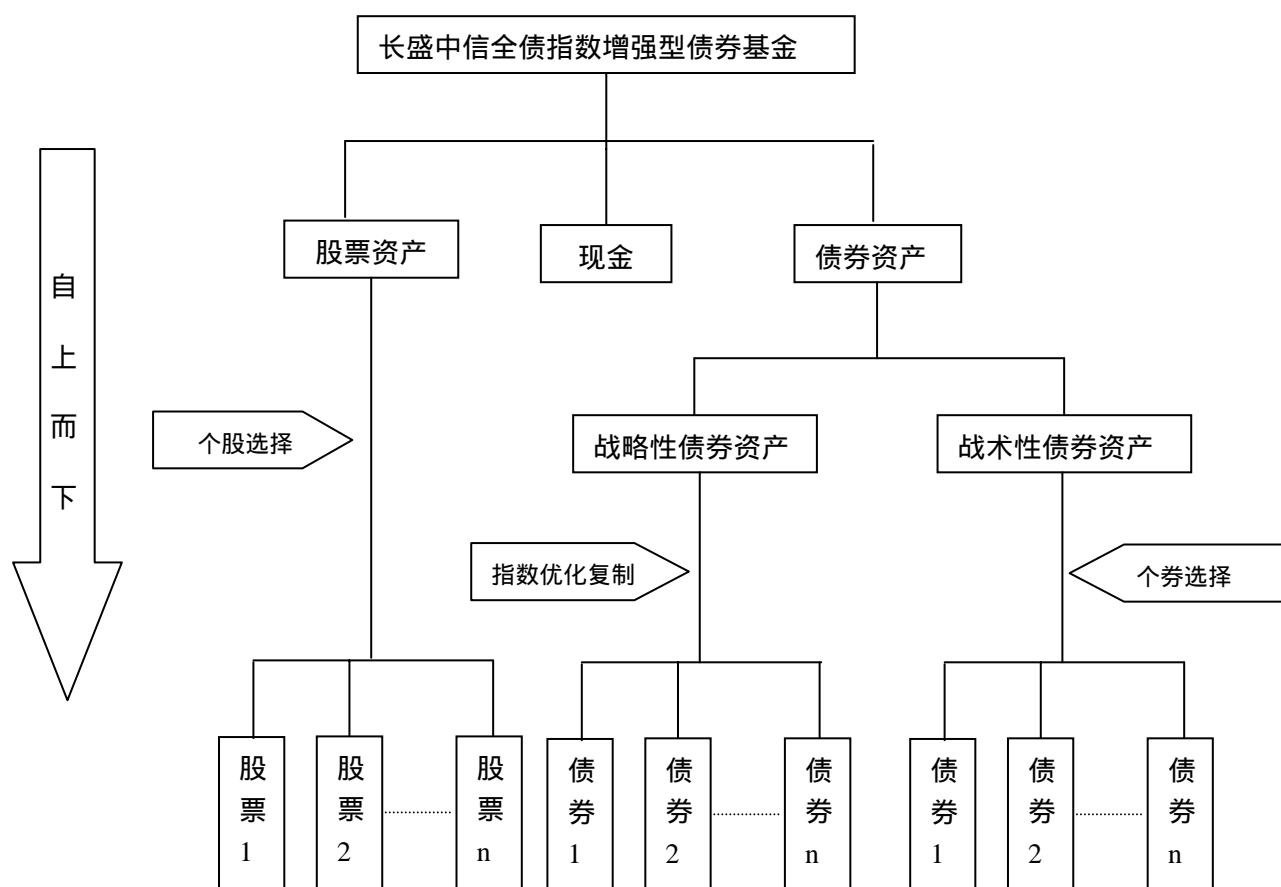 长盛中信全债指数增强型债券基金
股票资产
现金
债券资产
自上而下
个股选择
战略性债券资产
战术性债券资产
指数优化复制
个券选择
股票1
股票2
股票n
债券1
债券2
债券n
债券1
债券2
债券n